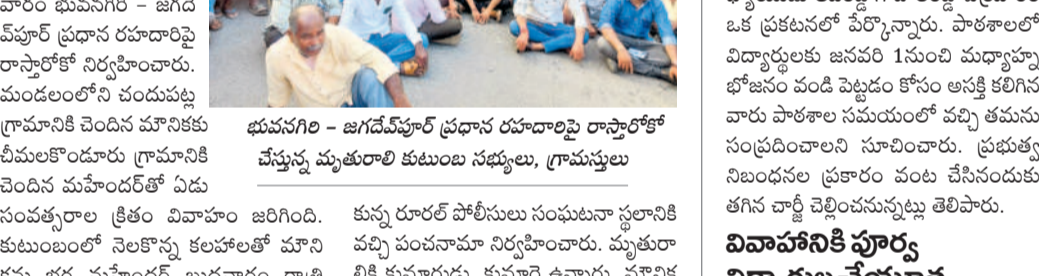 వారం భువనగిరి – జగదే
వ్‌పూర్ ప్రధాన రహదారిపై
రాస్తారోకో నిర్వహించారు.
మండలంలోని చందుపట్ల
గ్రామానికి చెందిన మౌనికకు
చీమలకొండూరు గ్రామానికి
చెందిన మహేందర్‌తో ఏడు
సంవత్సరాల క్రితం వివాహం జరిగింది.
కుటుంబంలో నెలకొన్న కలహాలతో మౌని
భువనగిరి – జగదేవ్‌పూర్ ప్రధాన రహదారిపై రాస్తారోకో
చేస్తున్న మృతురాలి కుటుంబ సభ్యులు, గ్రామస్తులు
కున్న రూరల్ పోలీసులు సంఘటనా స్థలానికి
వచ్చి పంచనామా నిర్వహించారు. మృతురా
ఒక ప్రకటనలో పేర్కొన్నారు. పాఠశాలలో
విద్యార్థులకు జనవరి 1నుంచి మధ్యాహ్న
భోజనం వండి పెట్టడం కోసం అసక్తి కలిగిన
వారు పాఠశాల సమయంలో వచ్చి తమను
సంప్రదించాలని సూచించారు. ప్రభుత్వ
నిబంధనల ప్రకారం వంట చేసినందుకు
తగిన చార్జీ చెల్లించనున్నట్లు తెలిపారు.
వివాహానికి పూర్వ